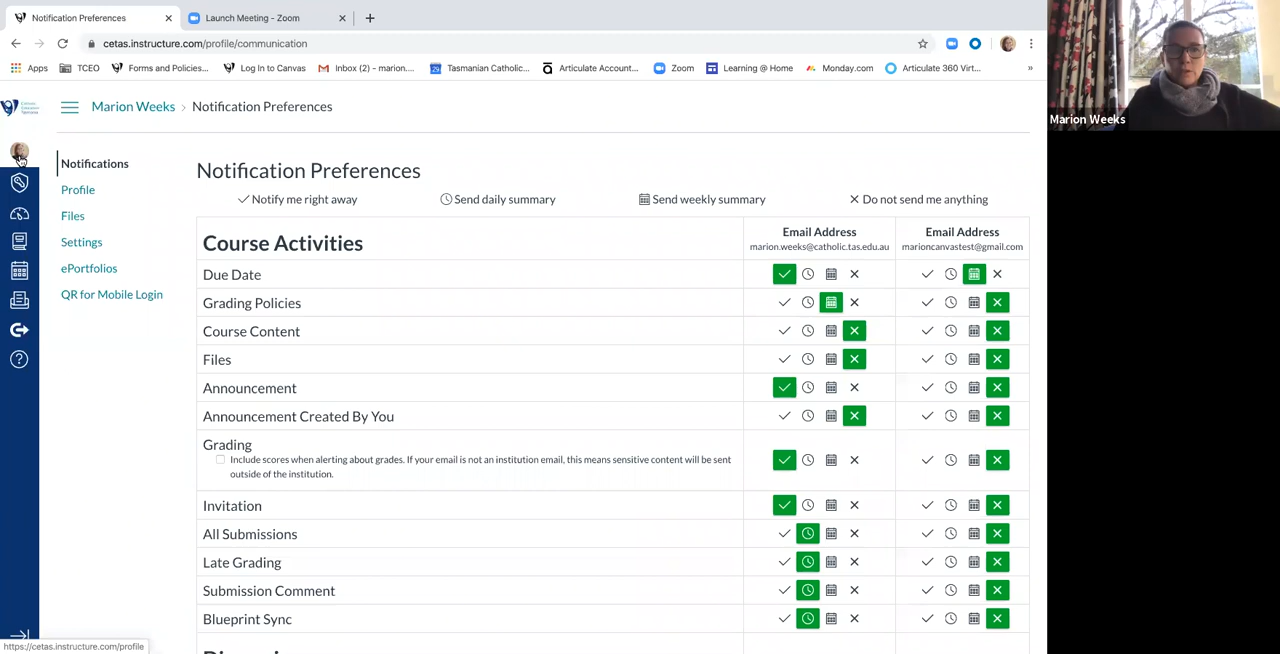 Notification Preferences
Launch Meeting - Zoom
cetas.instructure.com/profile/communication
Apps TCEO Forms and Policies... Log In to Canvas Inbox (2) - marion.... Tasmanian Catholic... Articulate Account... Zoom Learning @ Home Monday.com Articulate 360 Virt... »
Marion Weeks > Notification Preferences
Marion Weeks
Notifications
Profile
Files
Settings
ePortfolios
QR for Mobile Login
Notification Preferences
Notify me right away Send daily summary Send weekly summary Do not send me anything
Course Activities
Email Address
marion.weeks@catholic.tas.edu.au
Email Address
marioncanvastest@gmail.com
Due Date
Grading Policies
Course Content
Files
Announcement
Announcement Created By You
Grading
Include scores when alerting about grades. If your email is not an institution email, this means sensitive content will be sent
outside of the institution.
Invitation
All Submissions
Late Grading
Submission Comment
Blueprint Sync
https://cetas.instructure.com/profile